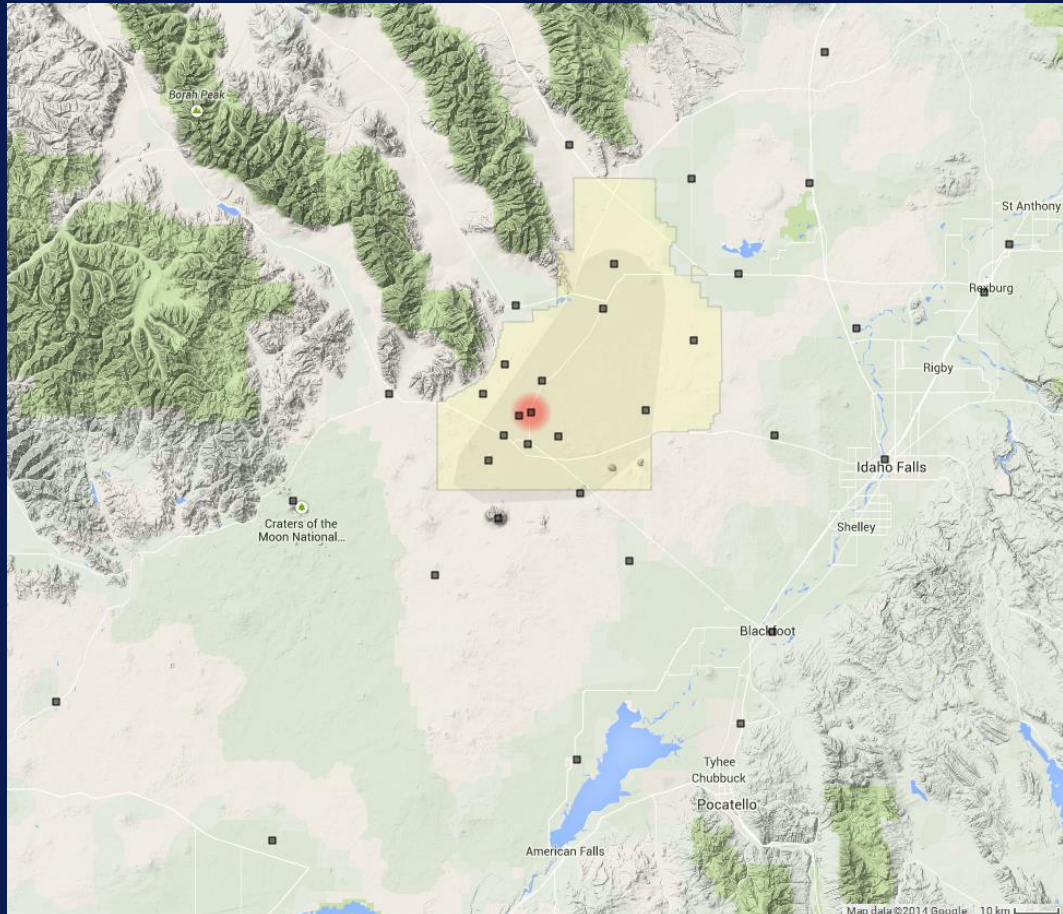 Borah Peak
St Anthony
Rexburg
Rigby
Idaho Falls
Craters of the
Moon National...
Shelley
Blackfoot
Tyhee
Chubbuck
Pocatello
American Falls
Map data ©2014 Google 10 km